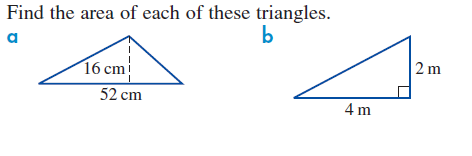 Find the area of each of these triangles.
a
b
16 cm
2 m
52 cm
4 m